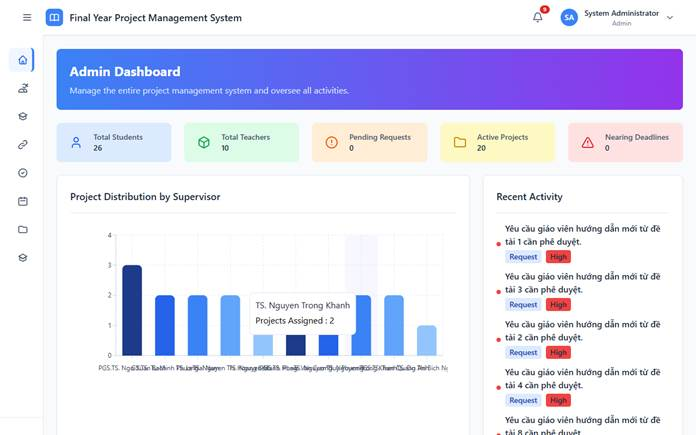 Final Year Project Management System
9
SA
System Administrator
Admin
Admin Dashboard
Manage the entire project management system and oversee all activities.
Total Students
26
Total Teachers
10
Pending Requests
0
Active Projects
20
Nearing Deadlines
0
Project Distribution by Supervisor
4
3
2
1
0
TS. Nguyen Trong Khanh
Projects Assigned : 2
PGS.TS.
Recent Activity
Yêu cầu giáo viên hướng dẫn mới từ đề
tài 1 cần phê duyệt.
Request High
Yêu cầu giáo viên hướng dẫn mới từ đề
tài 3 cần phê duyệt.
Request High
Yêu cầu giáo viên hướng dẫn mới từ đề
tài 2 cần phê duyệt.
Request High
Yêu cầu giáo viên hướng dẫn mới từ đề
tài 4 cần phê duyệt.
Request High
Yêu cầu giáo viên hướng dẫn mới từ đề
tài 8 cần phê duyệt.